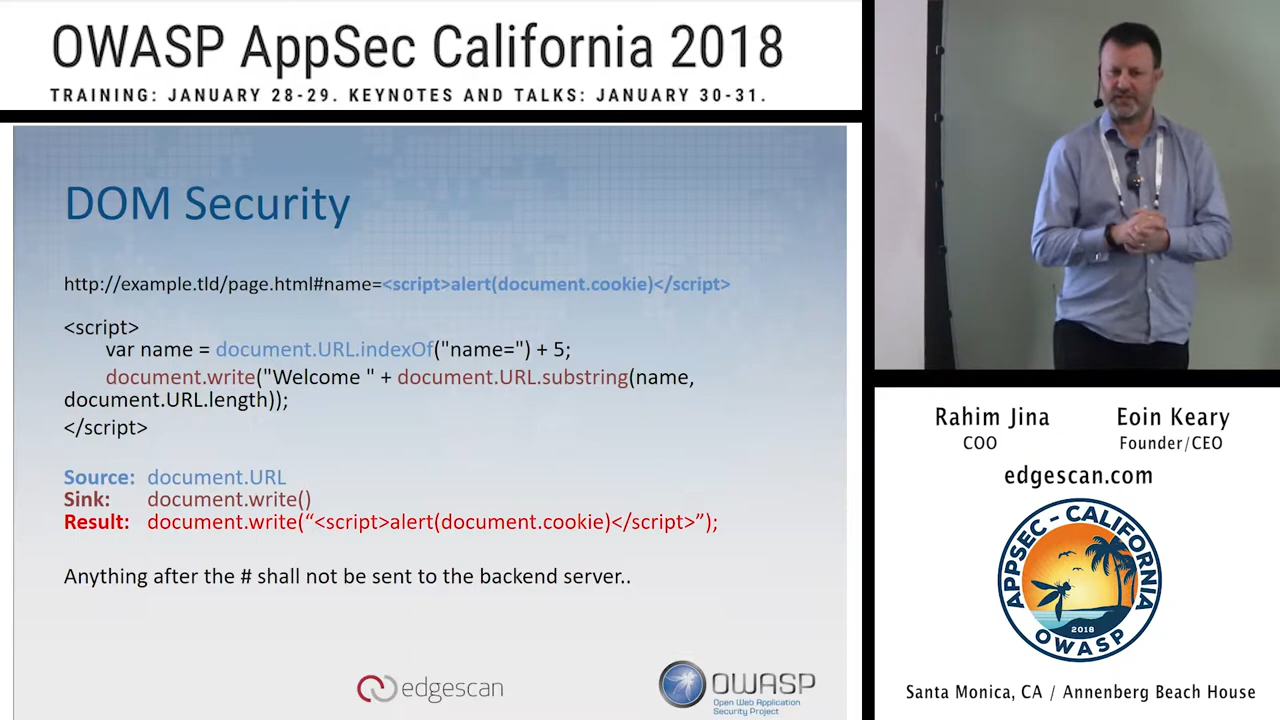 OWASP AppSec California 2018
TRAINING: JANUARY 28-29. KEYNOTES AND TALKS: JANUARY 30-31.
DOM Security
http://example.tld/page.html#name=<script>alert(document.cookie)</script>
<script>
var name = document.URL.indexOf("name=") + 5;
document.write("Welcome " + document.URL.substring(name,
document.URL.length));
</script>
Source: document.URL
Sink: document.write()
Result: document.write(“<script>alert(document.cookie)</script>”);
Anything after the # shall not be sent to the backend server..
edgescan
OWASP
Open Web Application
Security Project
Rahim Jina
COO
Eoin Keary
Founder/CEO
edgescan.com
APPSEC - CALIFORNIA
2018
OWASP
Santa Monica, CA / Annenberg Beach House